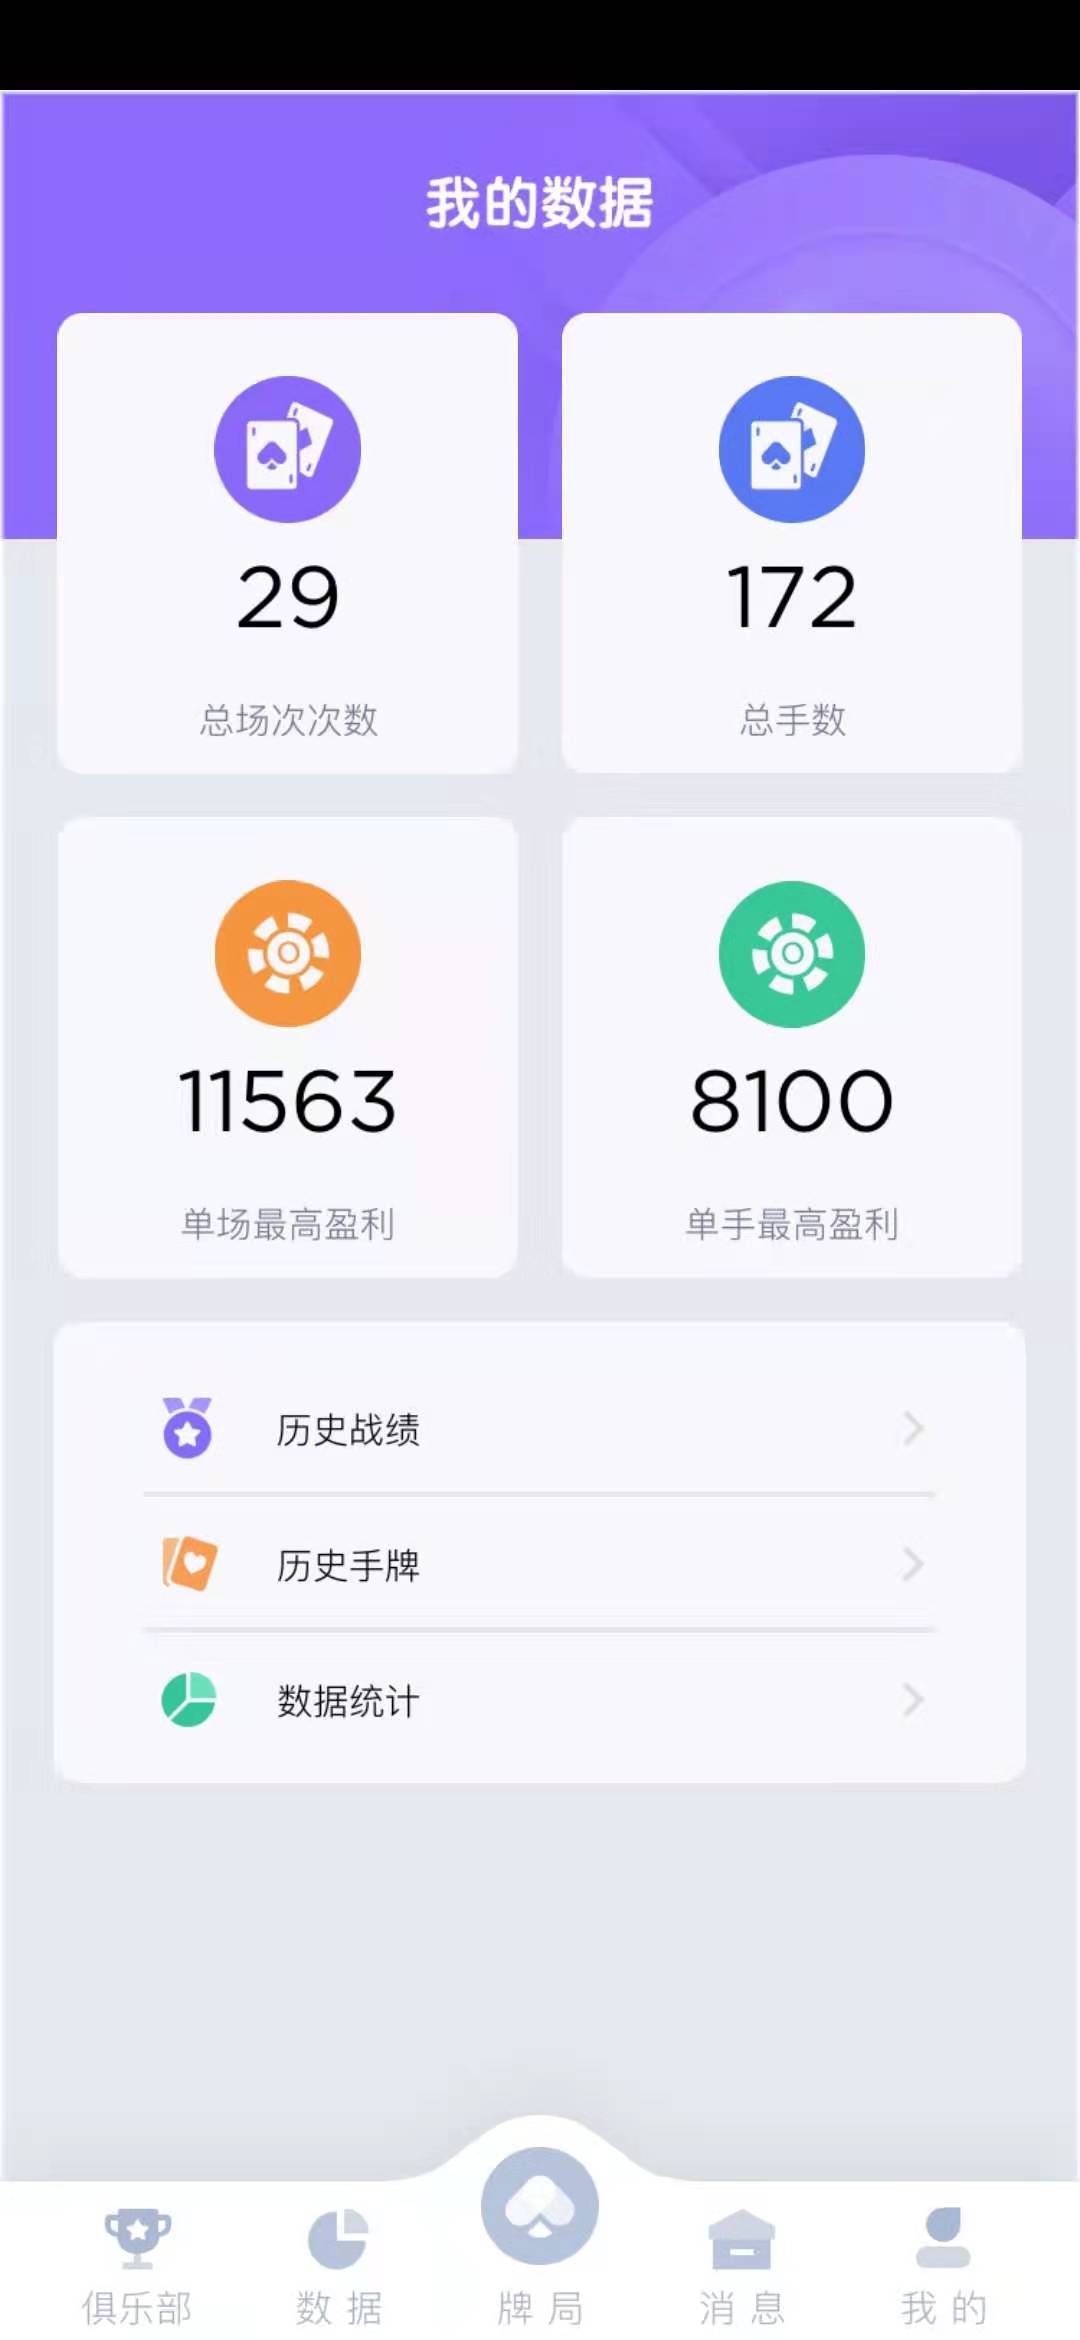 我的数据
29
172
总场次次数
总手数
11563
8100
单场最高盈利
单手最高盈利
历史战绩
历史手牌
数据统计
俱乐部
数据
牌局
消息
我的